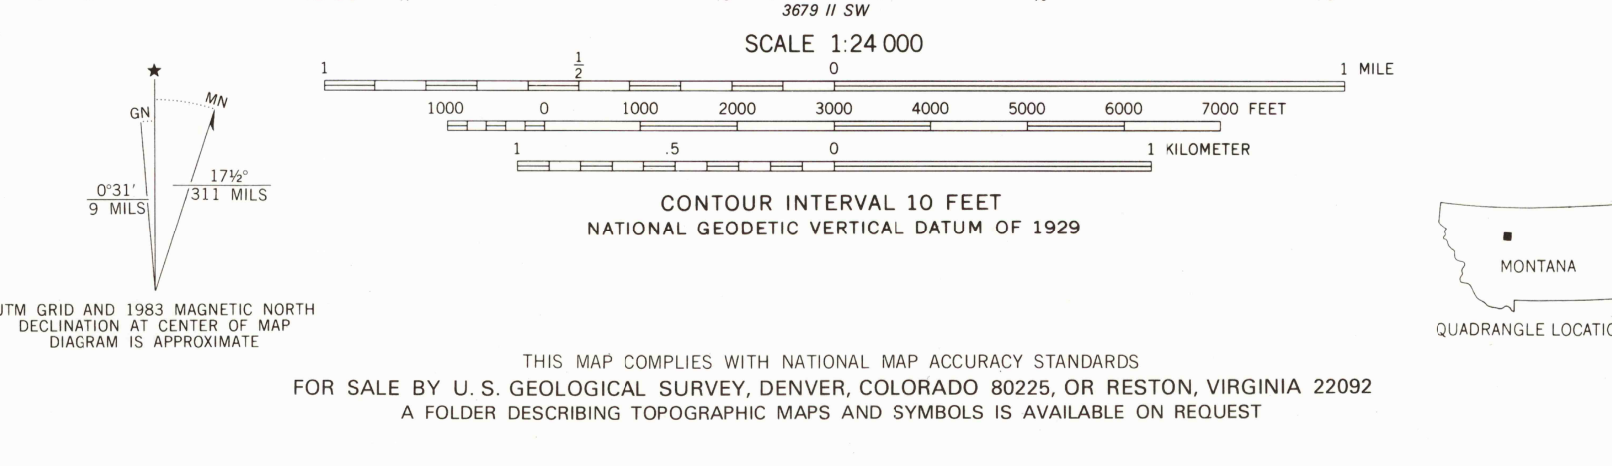 3679 II SW
SCALE 1:24 000
1 1/2 0 1 MILE
1000 0 1000 2000 3000 4000 5000 6000 7000 FEET
1 .5 0 1 KILOMETER
CONTOUR INTERVAL 10 FEET
NATIONAL GEODETIC VERTICAL DATUM OF 1929
★
GN
MN
0°31′
9 MILS
17½°
311 MILS
UTM GRID AND 1983 MAGNETIC NORTH
DECLINATION AT CENTER OF MAP
DIAGRAM IS APPROXIMATE
MONTANA
QUADRANGLE LOCATIO
THIS MAP COMPLIES WITH NATIONAL MAP ACCURACY STANDARDS
FOR SALE BY U. S. GEOLOGICAL SURVEY, DENVER, COLORADO 80225, OR RESTON, VIRGINIA 22092
A FOLDER DESCRIBING TOPOGRAPHIC MAPS AND SYMBOLS IS AVAILABLE ON REQUEST